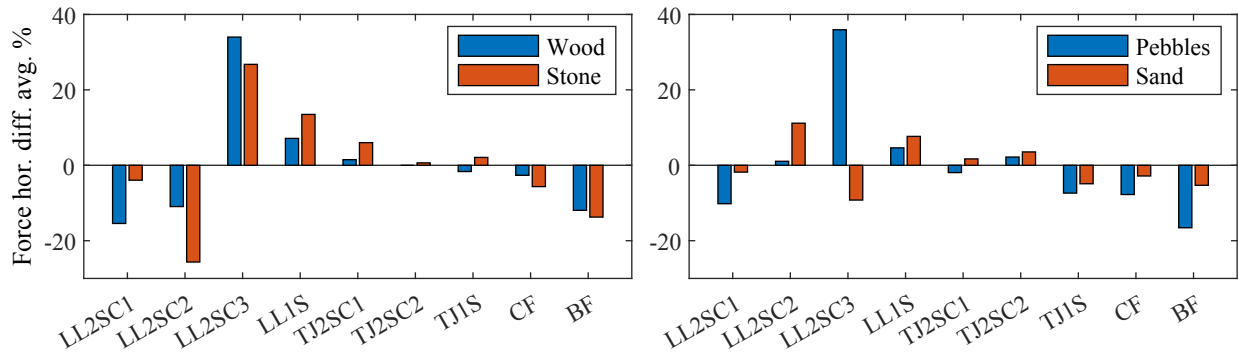 Force hor. diff. avg. %
40
20
0
-20
Wood
Stone
LL2SC1
LL2SC2
LL2SC3
LL1S
TJ2SC1
TJ2SC2
TJ1S
CF
BF
40
20
0
-20
Pebbles
Sand
LL2SC1
LL2SC2
LL2SC3
LL1S
TJ2SC1
TJ2SC2
TJ1S
CF
BF